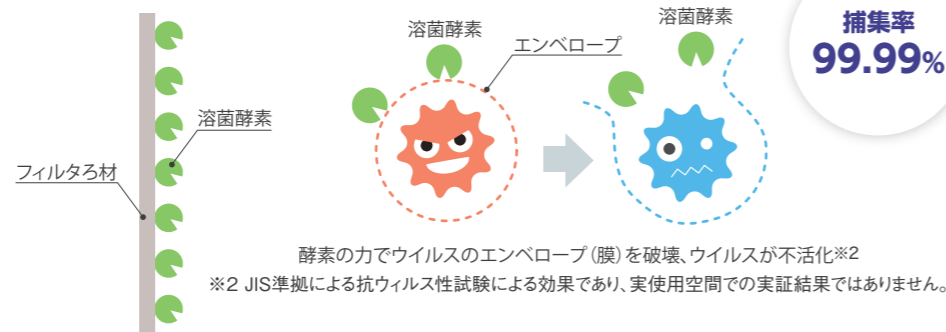 溶菌酵素
溶菌酵素
捕集率
99.99%
エンベロープ
溶菌酵素
フィルタろ材
酵素の力でウイルスのエンベロープ（膜）を破壊、ウイルスが不活化※2
※2 JIS準拠による抗ウィルス性試験による効果であり、実使用空間での実証結果ではありません。